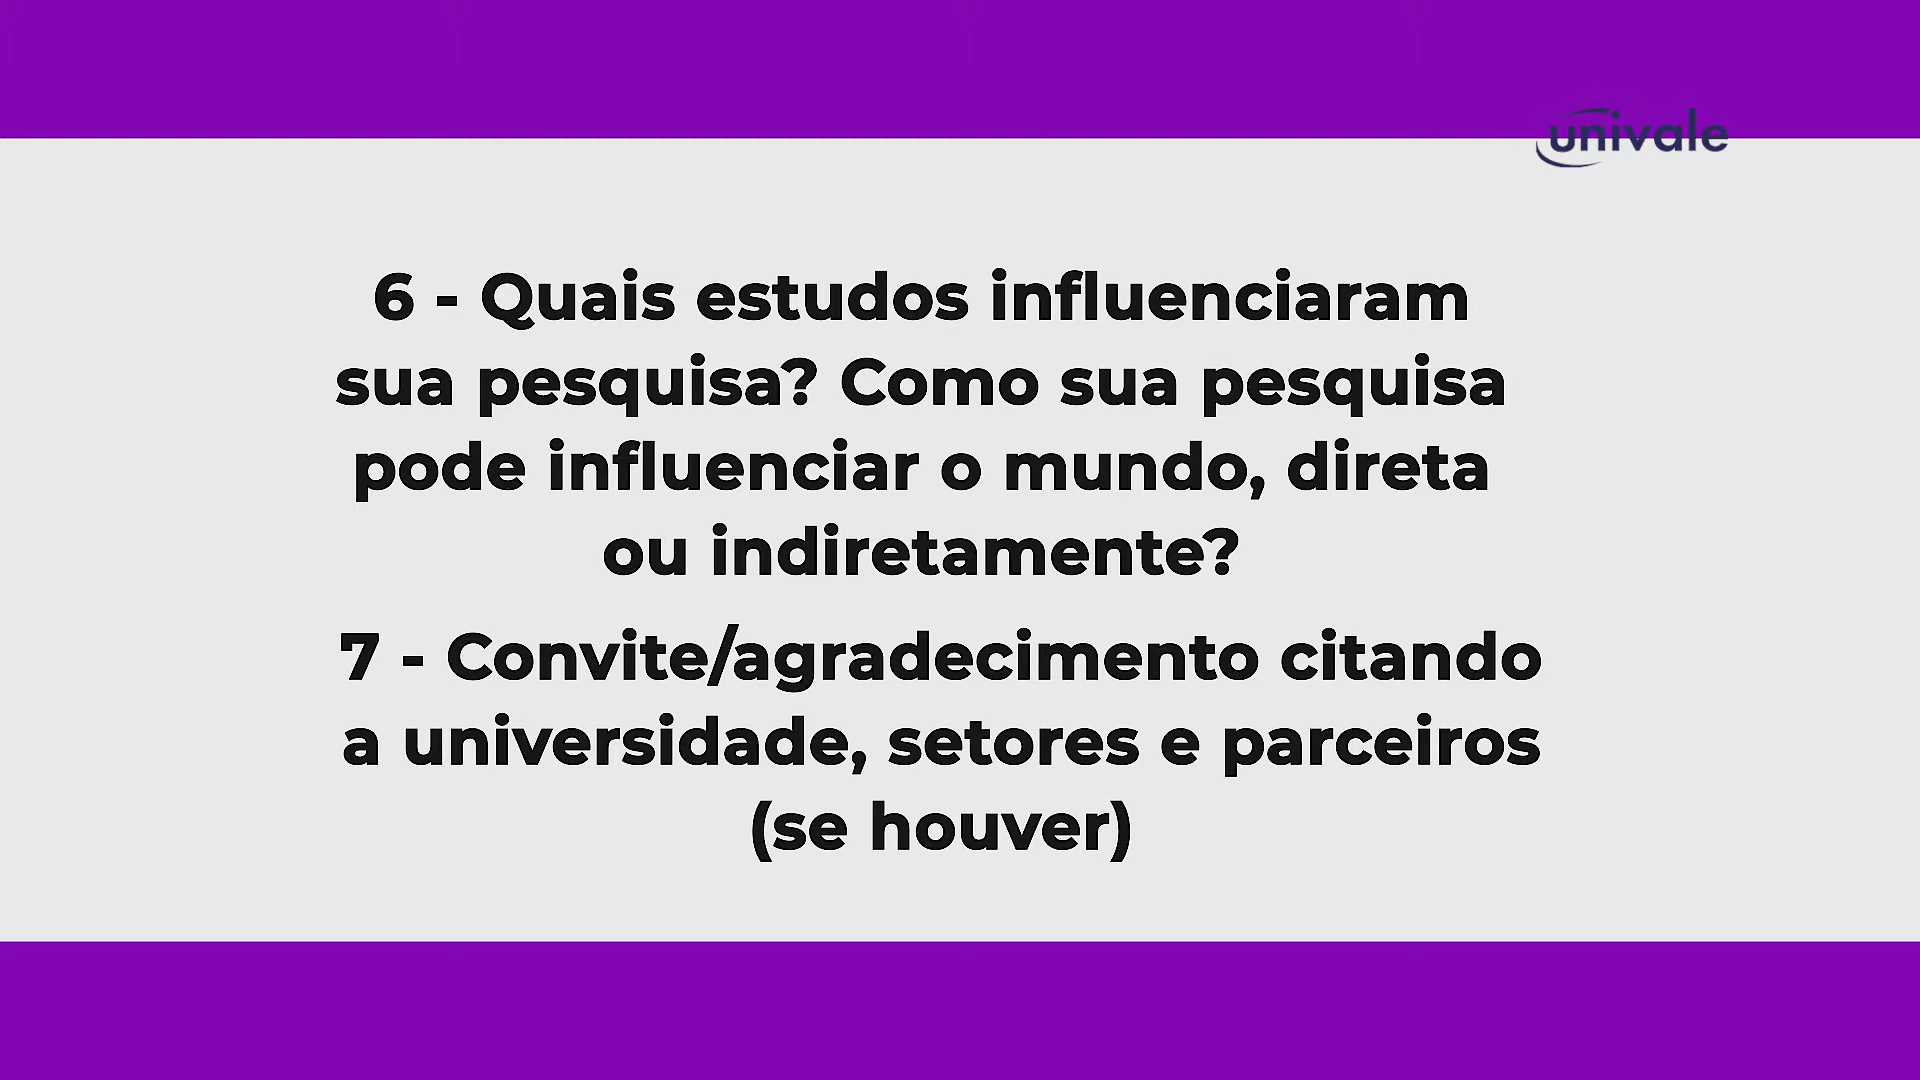 univale
6 - Quais estudos influenciaram
sua pesquisa? Como sua pesquisa
pode influenciar o mundo, direta
ou indiretamente?
7 - Convite/agradecimento citando
a universidade, setores e parceiros
(se houver)